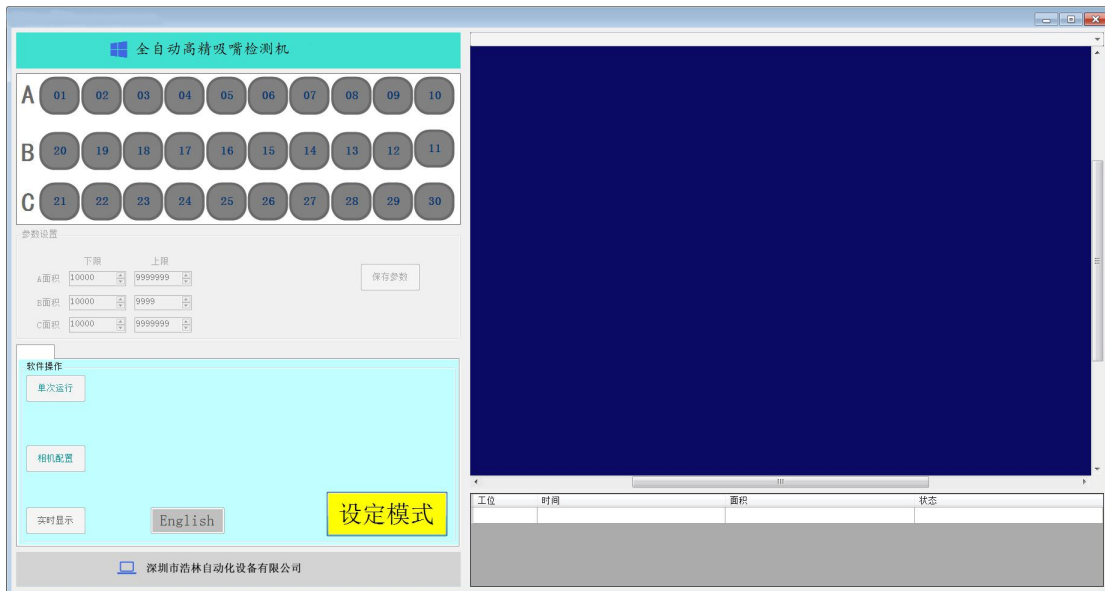 全自动高精吸嘴检测机
A 01 02 03 04 05 06 07 08 09 10
B 20 19 18 17 16 15 14 13 12 11
C 21 22 23 24 25 26 27 28 29 30
参数设置
下限 上限
A面积 10000 9999999
保存参数
B面积 10000 9999
C面积 10000 9999999
软件操作
单次运行
相机配置
实时显示
English
设定模式
深圳市浩林自动化设备有限公司
工位 时间 面积 状态